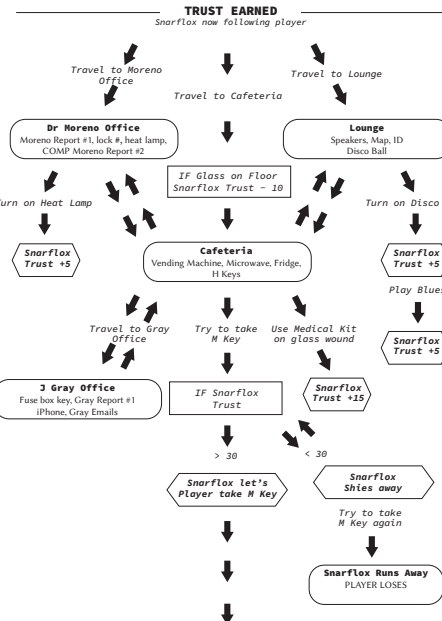 TRUST EARNED
Snarflox now following player
Travel to Moreno
Office
Travel to Cafeteria
Travel to Lounge
Dr Moreno Office
Moreno Report #1, lock #, heat lamp,
COMP Moreno Report #2
Lounge
Speakers, Map, ID
Disco Ball
IF Glass on Floor
Snarflox Trust - 10
urn on Heat Lamp
Turn on Disco
Snarflox
Trust +5
Cafeteria
Vending Machine, Microwave, Fridge,
H Keys
Snarflox
Trust +5
Play Blues
Snarflox
Trust +5
Travel to Gray
Office
Try to take
M Key
Use Medical Kit
on glass wound
J Gray Office
Fuse box key, Gray Report #1
iPhone, Gray Emails
IF Snarflox
Trust
Snarflox
Trust +15
> 30
< 30
Snarflox let's
Player take M Key
Snarflox
Shies away
Try to take
M Key again
Snarflox Runs Away
PLAYER LOSES